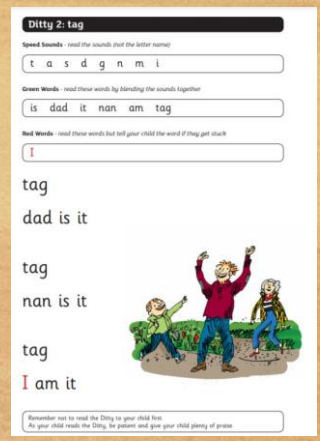 Ditty 2: tag
Speed Sounds - read the sounds (not the letter name)
t a s d g n m i
Green Words - read these words by blending the sounds together
is dad it nan am tag
Red Words - read these words but tell your child the word if they get stuck
I
tag
dad is it
tag
nan is it
tag
I am it
Remember not to read the Ditty to your child first
As your child reads the Ditty, be patient and give your child plenty of praise